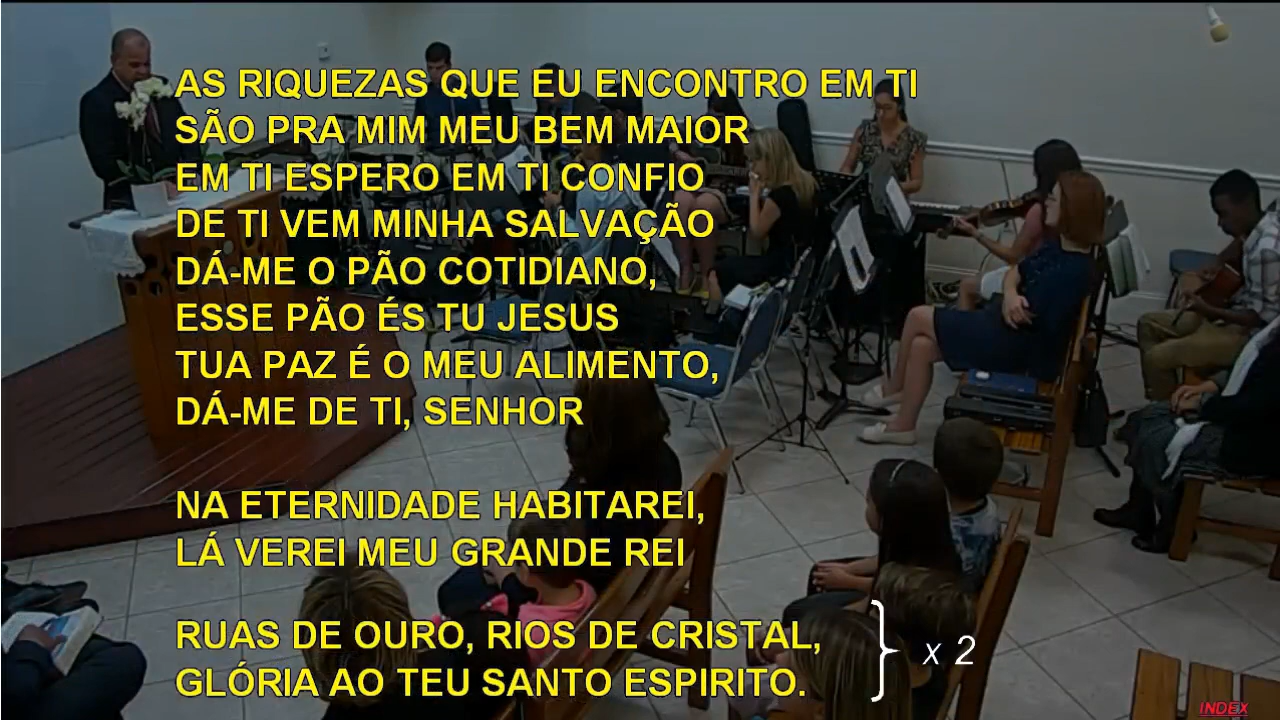 AS RIQUEZAS QUE EU ENCONTRO EM TI
SÃO PRA MIM MEU BEM MAIOR
EM TI ESPERO EM TI CONFIO
DE TI VEM MINHA SALVAÇÃO
DÁ-ME O PÃO COTIDIANO,
ESSE PÃO ÉS TU JESUS
TUA PAZ É O MEU ALIMENTO,
DÁ-ME DE TI, SENHOR
NA ETERNIDADE HABITAREI,
LÁ VEREI MEU GRANDE REI
RUAS DE OURO, RIOS DE CRISTAL,
GLÓRIA AO TEU SANTO ESPIRITO.
x 2
INDEX